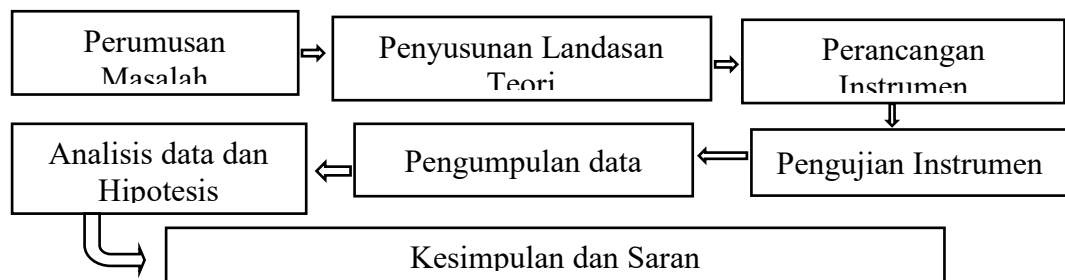 Perumusan
Masalah
Penyusunan Landasan
Teori
Perancangan
Instrumen
Pengujian Instrumen
Pengumpulan data
Analisis data dan
Hipotesis
Kesimpulan dan Saran